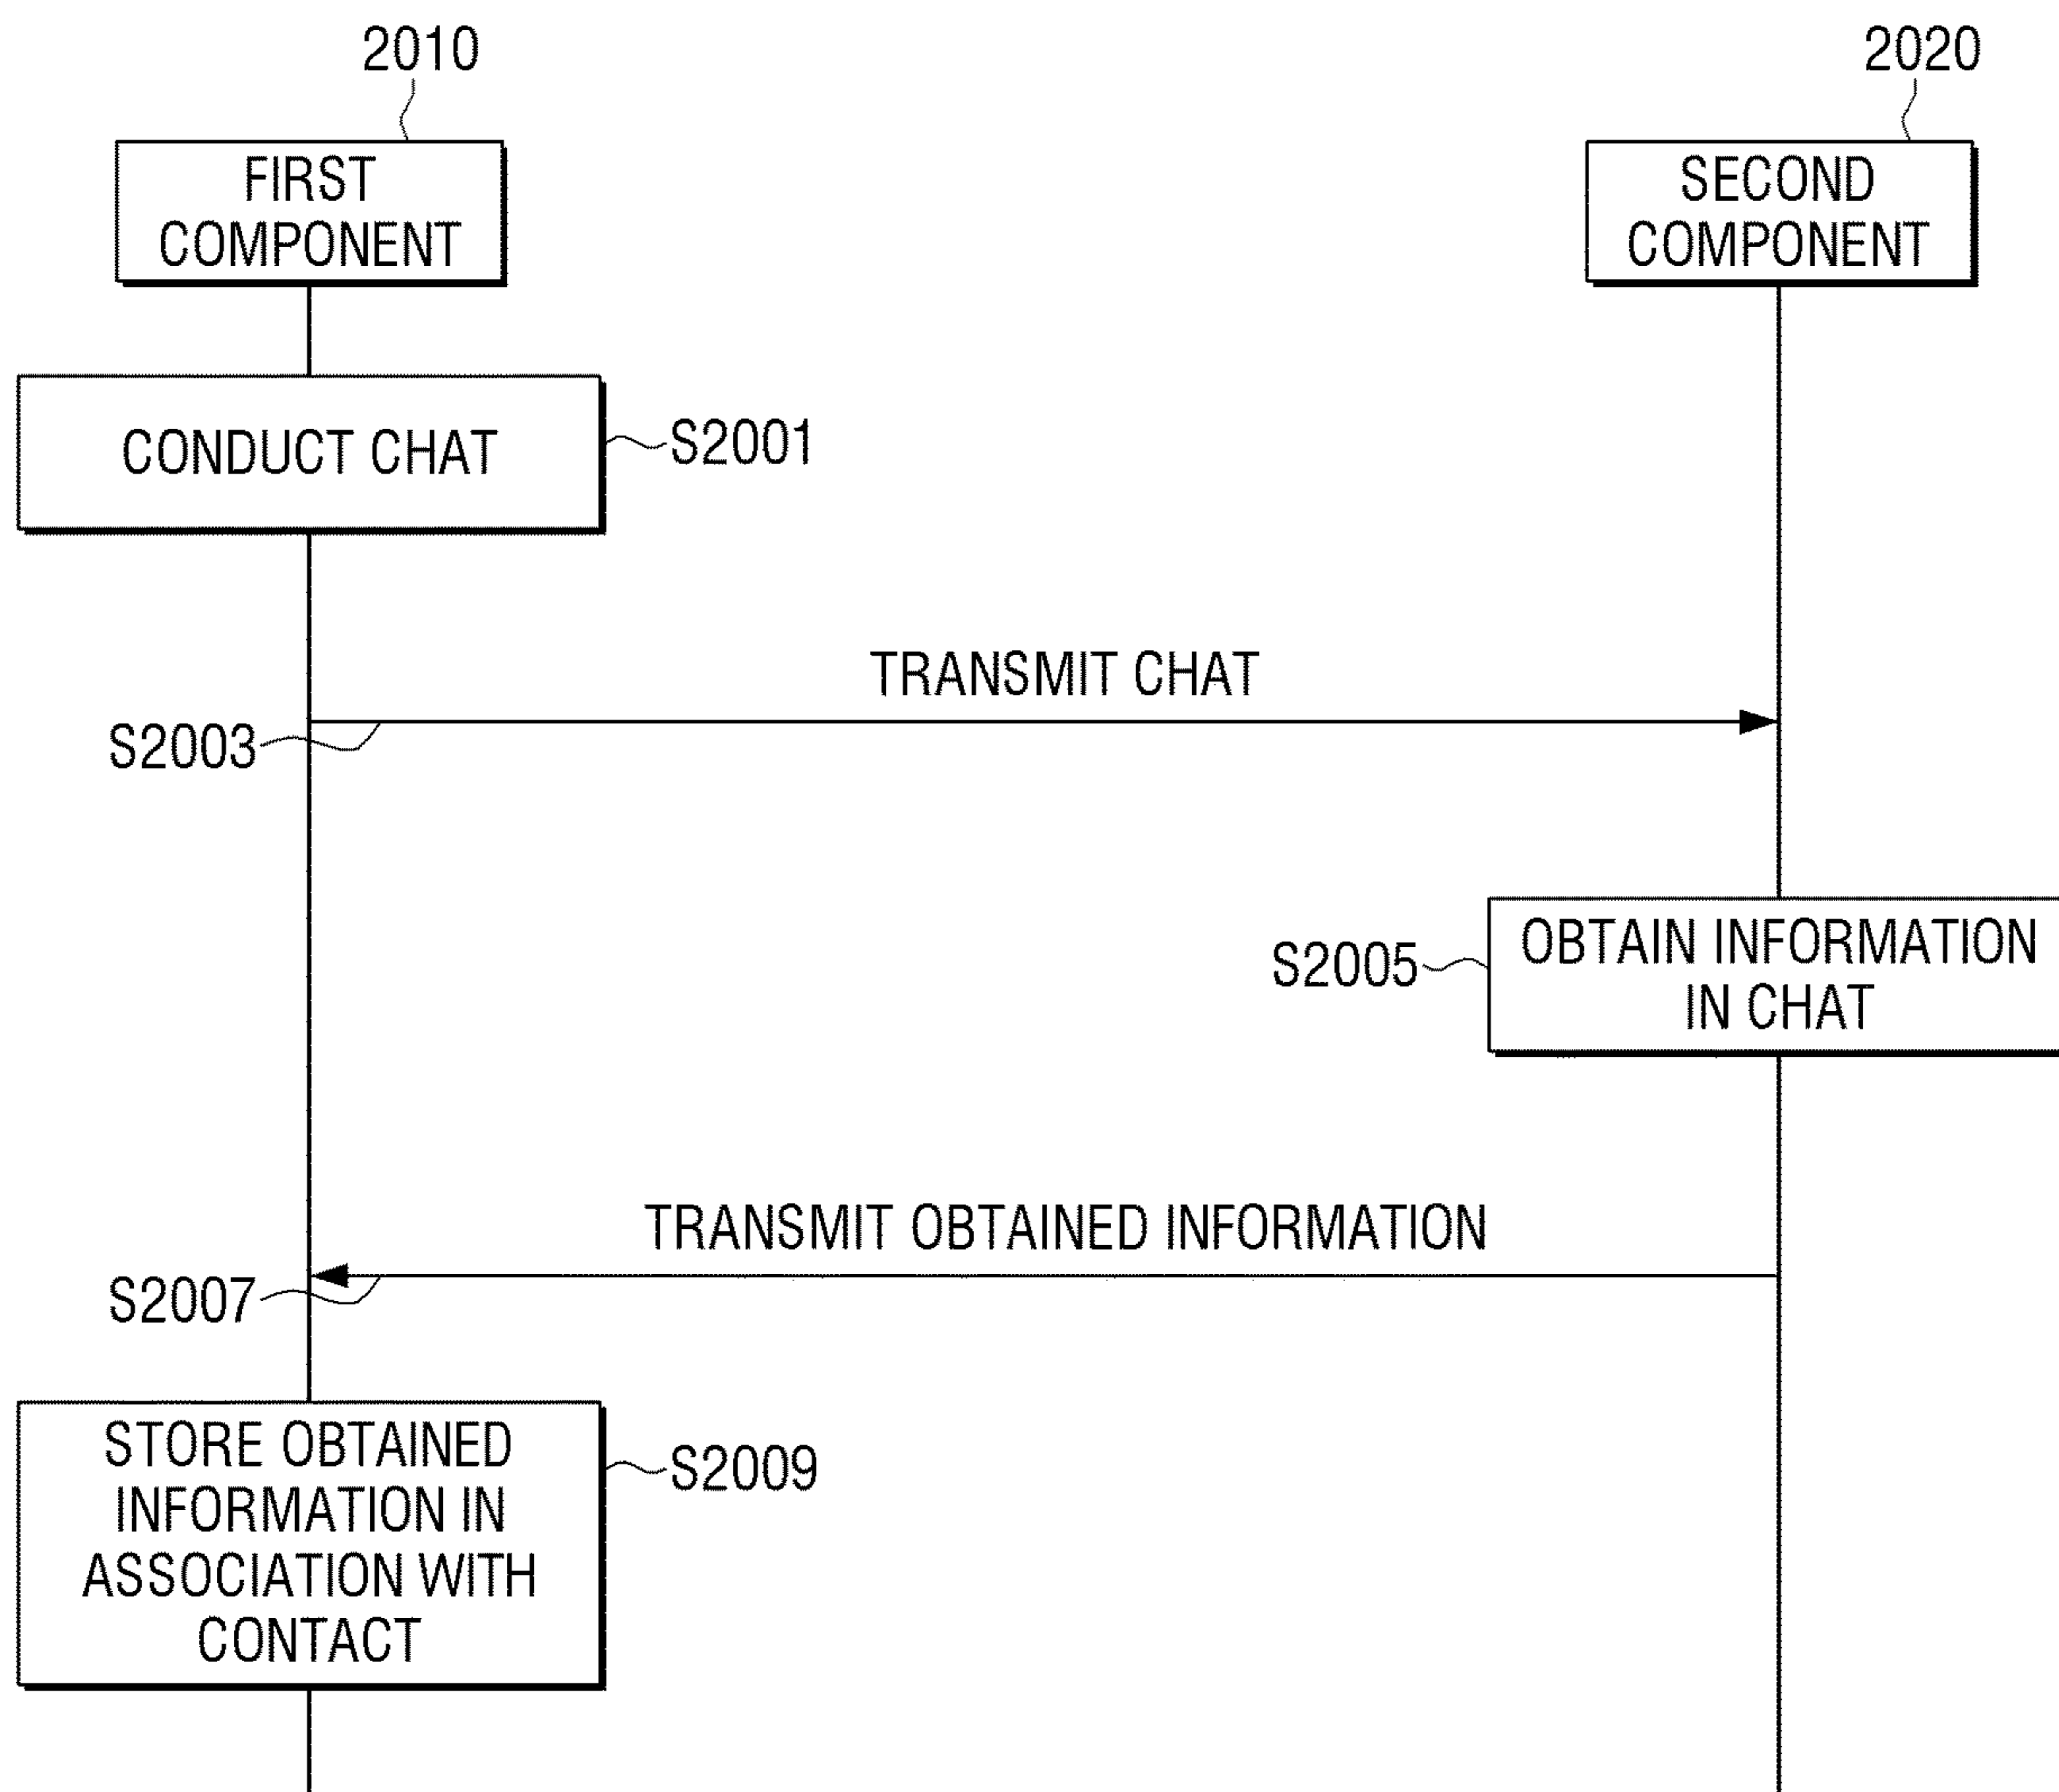 2010
2020
FIRST
COMPONENT
SECOND
COMPONENT
CONDUCT CHAT
S2001
TRANSMIT CHAT
S2003
OBTAIN INFORMATION
IN CHAT
S2005
TRANSMIT OBTAINED INFORMATION
S2007
STORE OBTAINED
INFORMATION IN
ASSOCIATION WITH
CONTACT
S2009